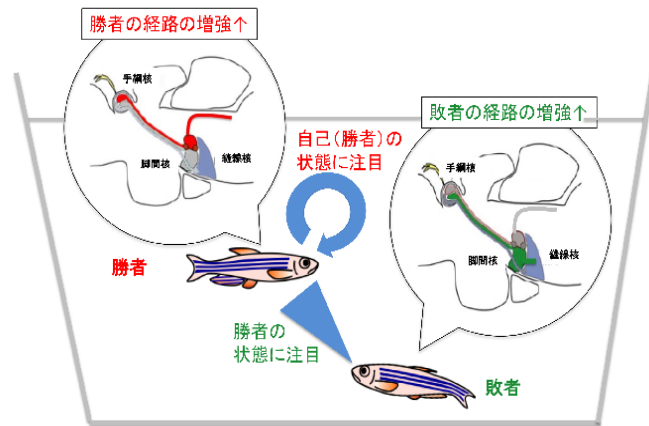 勝者の経路の増強↑
手綱核
脚間核
縫線核
敗者の経路の増強↑
手綱核
脚間核
縫線核
自己(勝者)の
状態に注目
勝者
勝者の
状態に注目
敗者